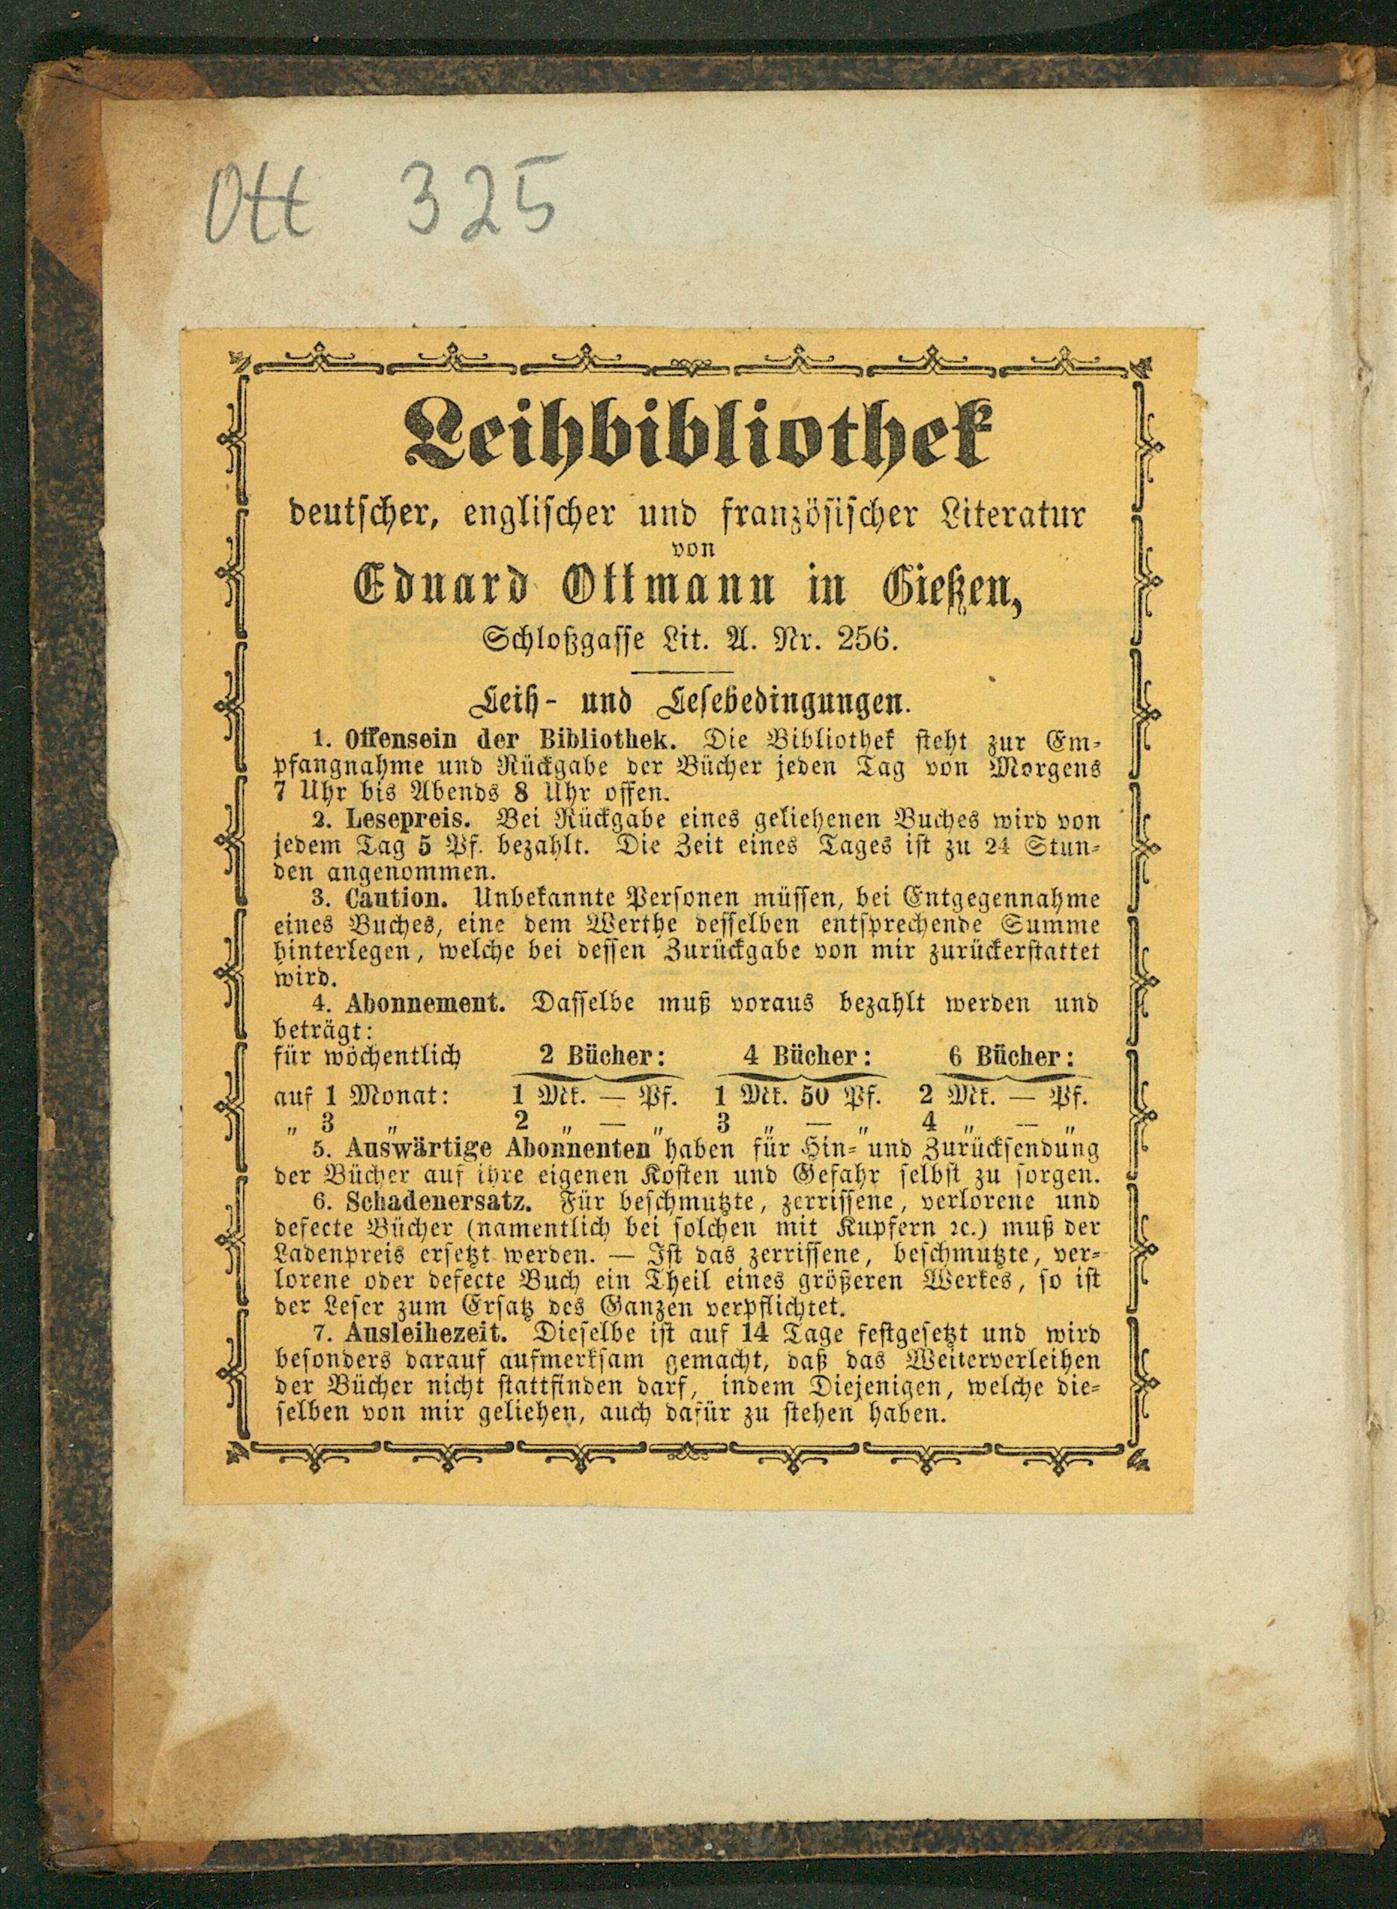 Ott 325
Leihbibliothek
deutscher, englischer und französischer Literatur
von
Eduard Ottmann in Gießen,
Schloßgasse Lit. A. Nr. 256.
Leih- und Lesebedingungen.
1. Offensein der Bibliothek. Die Bibliothek steht zur Em-
pfangnahme und Rückgabe der Bücher jeden Tag von Morgens
7 Uhr bis Abends 8 Uhr offen.
2. Lesepreis. Bei Rückgabe eines geliehenen Buches wird von
jedem Tag 5 Pf. bezahlt. Die Zeit eines Tages ist zu 24 Stun-
den angenommen.
3. Caution. Unbekannte Personen müssen, bei Entgegennahme
eines Buches, eine dem Werthe desselben entsprechende Summe
hinterlegen, welche bei dessen Zurückgabe von mir zurückerstattet
wird.
4. Abonnement. Dasselbe muß voraus bezahlt werden und
beträgt:
für wöchentlich 2 Bücher: 4 Bücher: 6 Bücher:
auf 1 Monat: 1 Mk. — Pf. 1 Mk. 50 Pf. 2 Mk. — Pf.
„ 3 „ 2 „ — „ 3 „ — „ 4 „ — „
5. Auswärtige Abonnenten haben für Hin- und Zurücksendung
der Bücher auf ihre eigenen Kosten und Gefahr selbst zu sorgen.
6. Schadenersatz. Für beschmutzte, zerrissene, verlorene und
defecte Bücher (namentlich bei solchen mit Kupfern ꝛc.) muß der
Ladenpreis ersetzt werden. — Ist das zerrissene, beschmutzte, ver-
lorene oder defecte Buch ein Theil eines größeren Werkes, so ist
der Leser zum Ersatz des Ganzen verpflichtet.
7. Ausleihezeit. Dieselbe ist auf 14 Tage festgesetzt und wird
besonders darauf aufmerksam gemacht, daß das Weiterverleihen
der Bücher nicht stattfinden darf, indem Diejenigen, welche die-
selben von mir geliehen, auch dafür zu stehen haben.